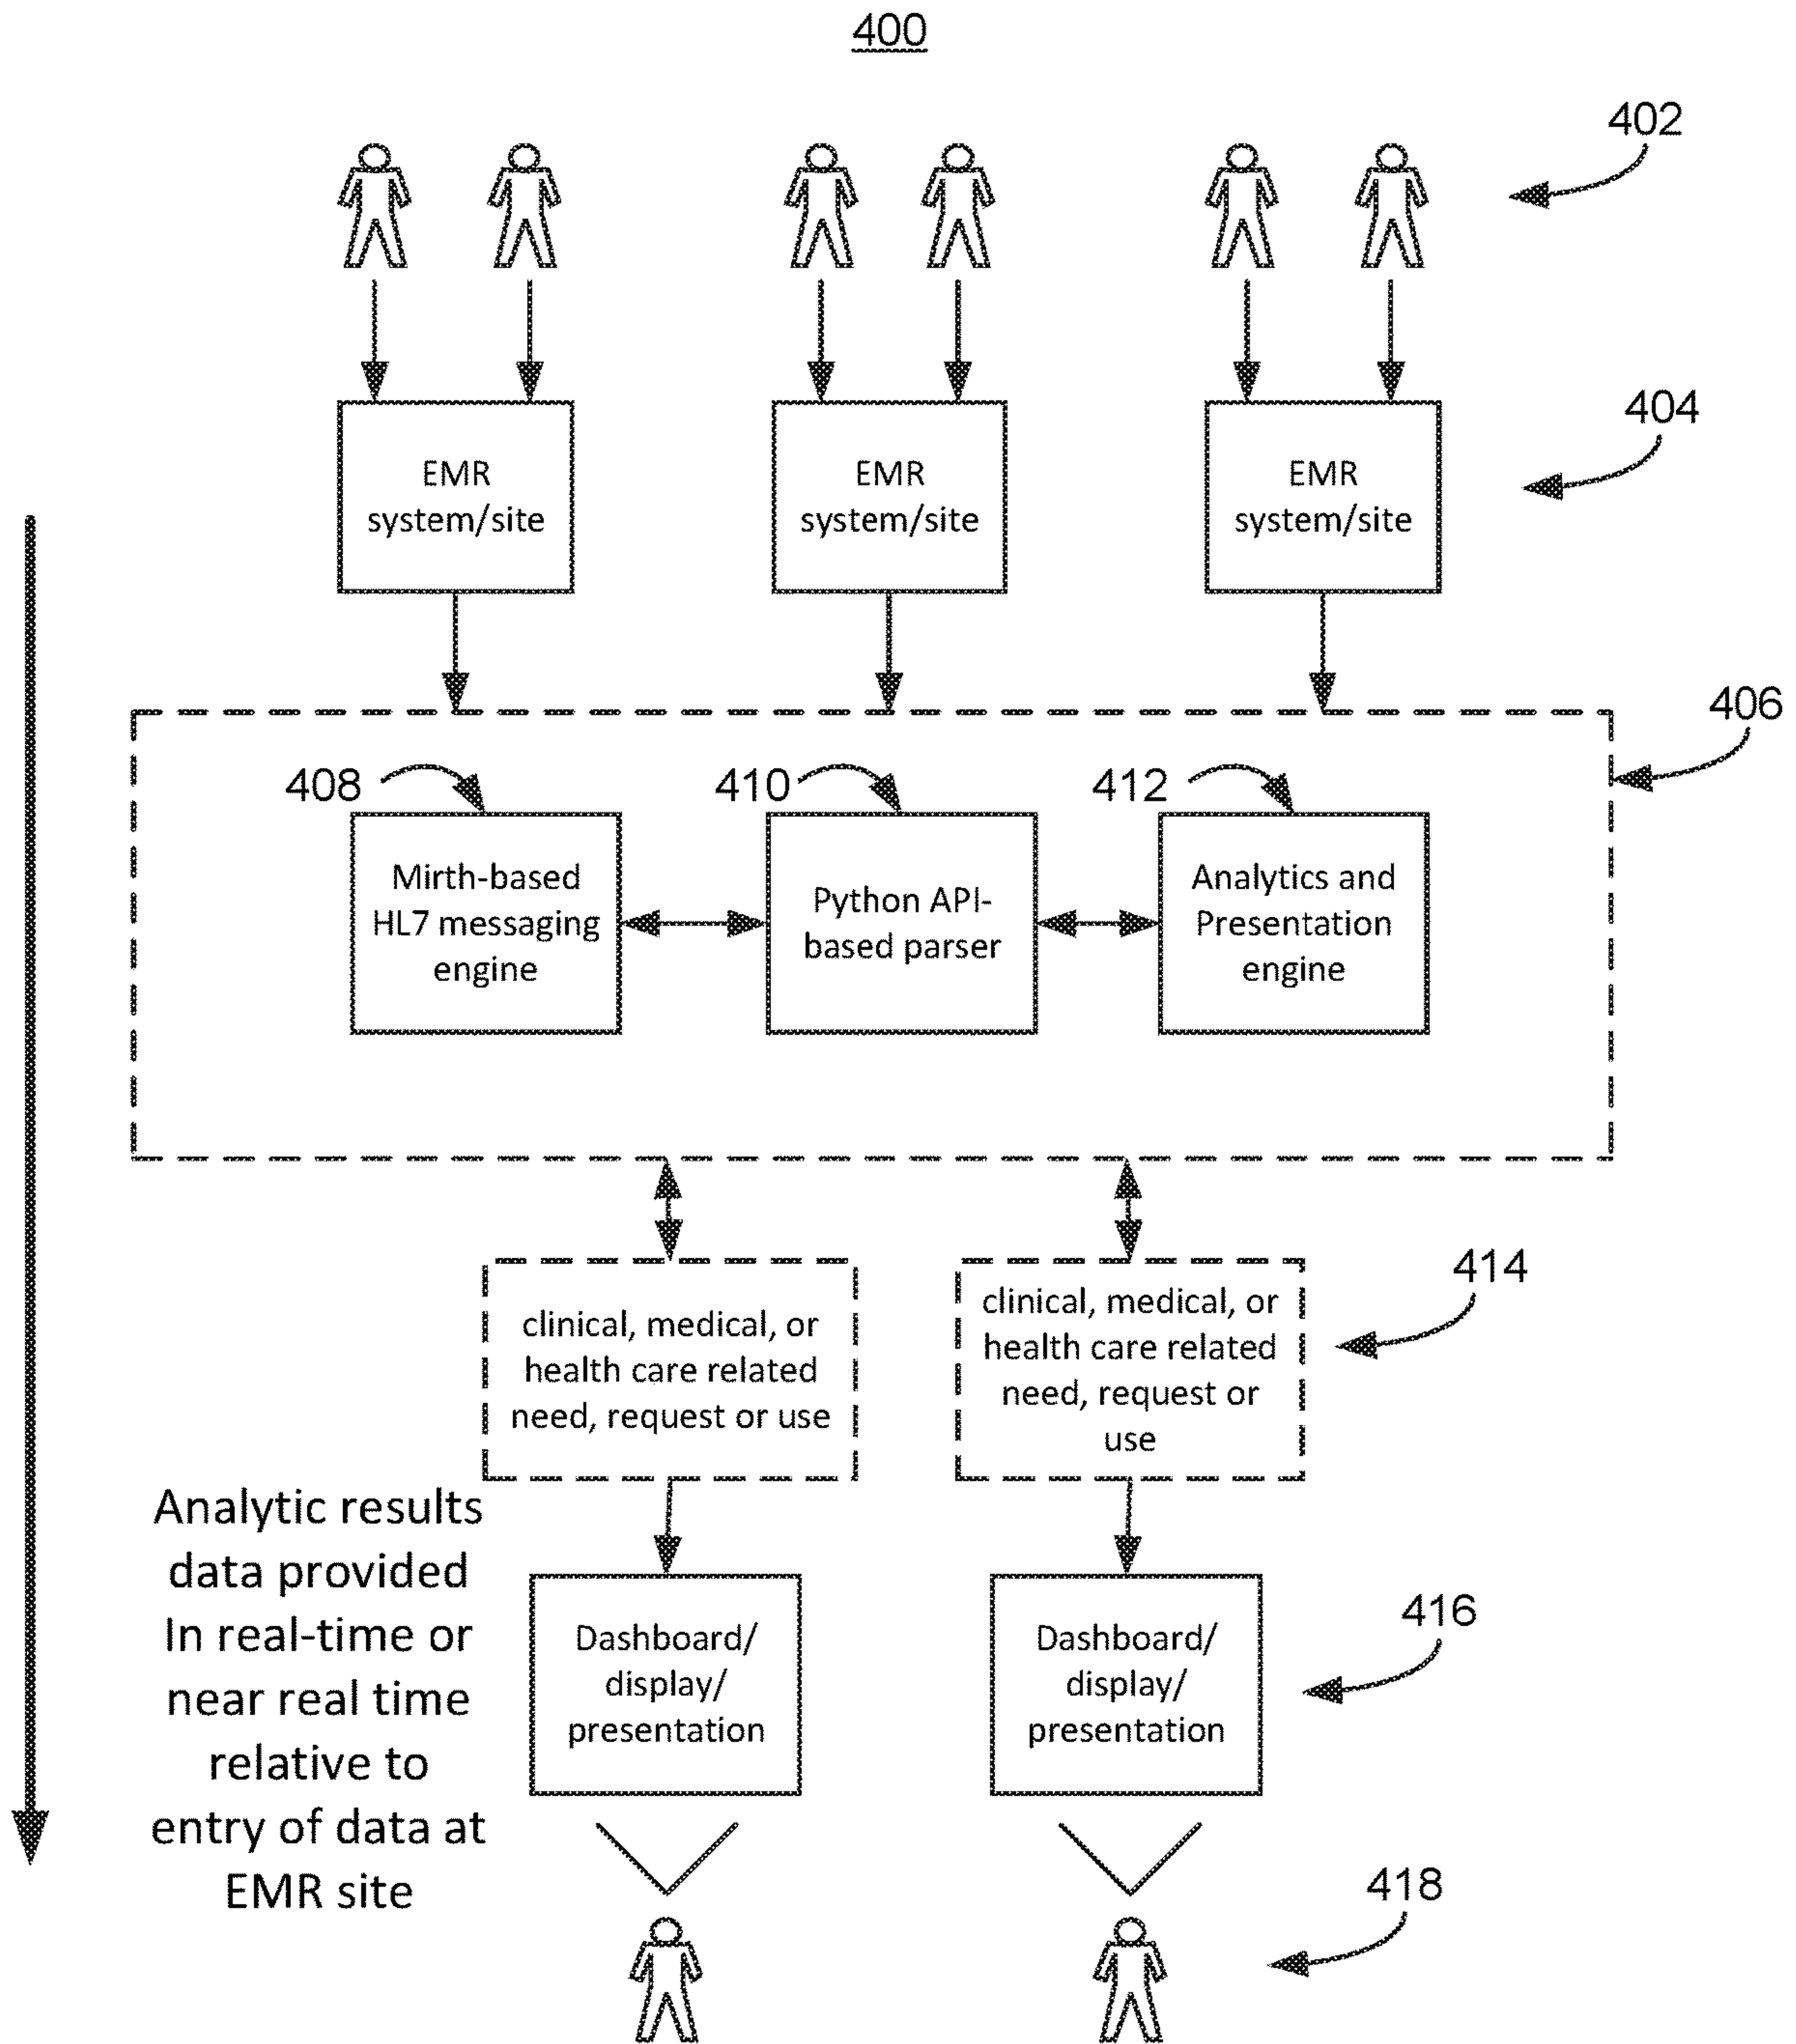 400
402
404
EMR
system/site
EMR
system/site
EMR
system/site
406
408
410
412
Mirth-based
HL7 messaging
engine
Python API-
based parser
Analytics and
Presentation
engine
414
clinical, medical, or
health care related
need, request or use
clinical, medical, or
health care related
need, request or
use
Analytic results
data provided
In real-time or
near real time
relative to
entry of data at
EMR site
416
Dashboard/
display/
presentation
Dashboard/
display/
presentation
418